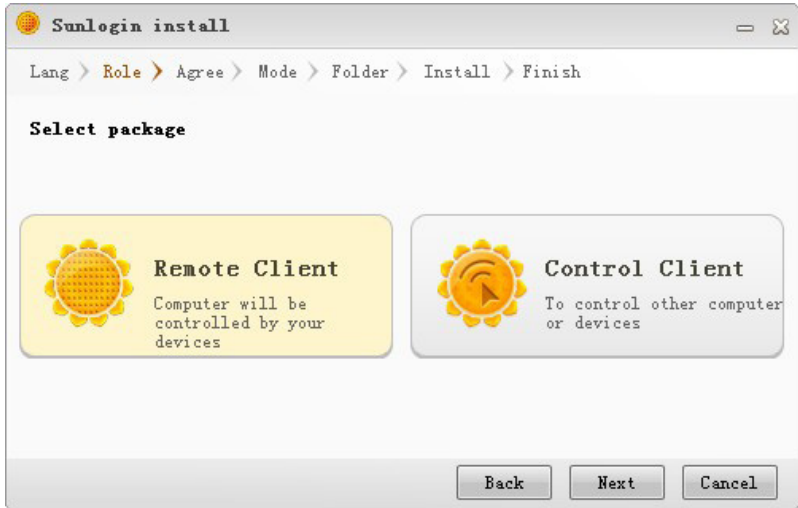 Sunlogin install
Lang > Role > Agree > Mode > Folder > Install > Finish
Select package
Remote Client
Computer will be
controlled by your
devices
Control Client
To control other computer
or devices
Back Next Cancel